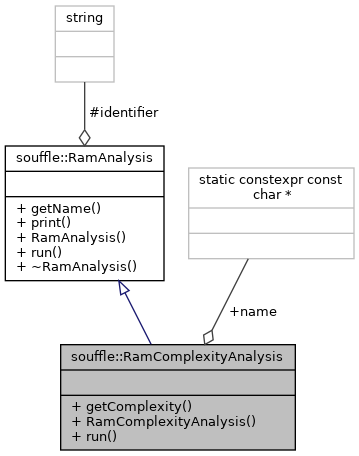 string
#identifier
souffle::RamAnalysis
+ getName()
+ print()
+ RamAnalysis()
+ run()
+ ~RamAnalysis()
static constexpr const
char *
+name
souffle::RamComplexityAnalysis
+ getComplexity()
+ RamComplexityAnalysis()
+ run()